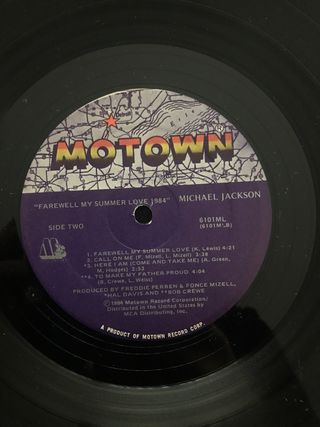 MOTOWN®
"FAREWELL MY SUMMER LOVE 1984" MICHAEL JACKSON
SIDE TWO 6101ML
(6101MLB)
1. FAREWELL MY SUMMER LOVE (K. Lewis) 4:21
2. CALL ON ME (F. Mizell, L. Mizell) 3:38
*3. HERE I AM (COME AND TAKE ME) (A. Green,
M. Hodges) 2:53
**4. TO MAKE MY FATHER PROUD 4:04
(B. Crewe, L. Weiss)
PRODUCED BY FREDDIE PERREN & FONCE MIZELL,
*HAL DAVIS AND **BOB CREWE
1984 Motown Record Corporation/
Distributed in the United States by
MCA Distributing, Inc.
A PRODUCT OF MOTOWN RECORD CORP.